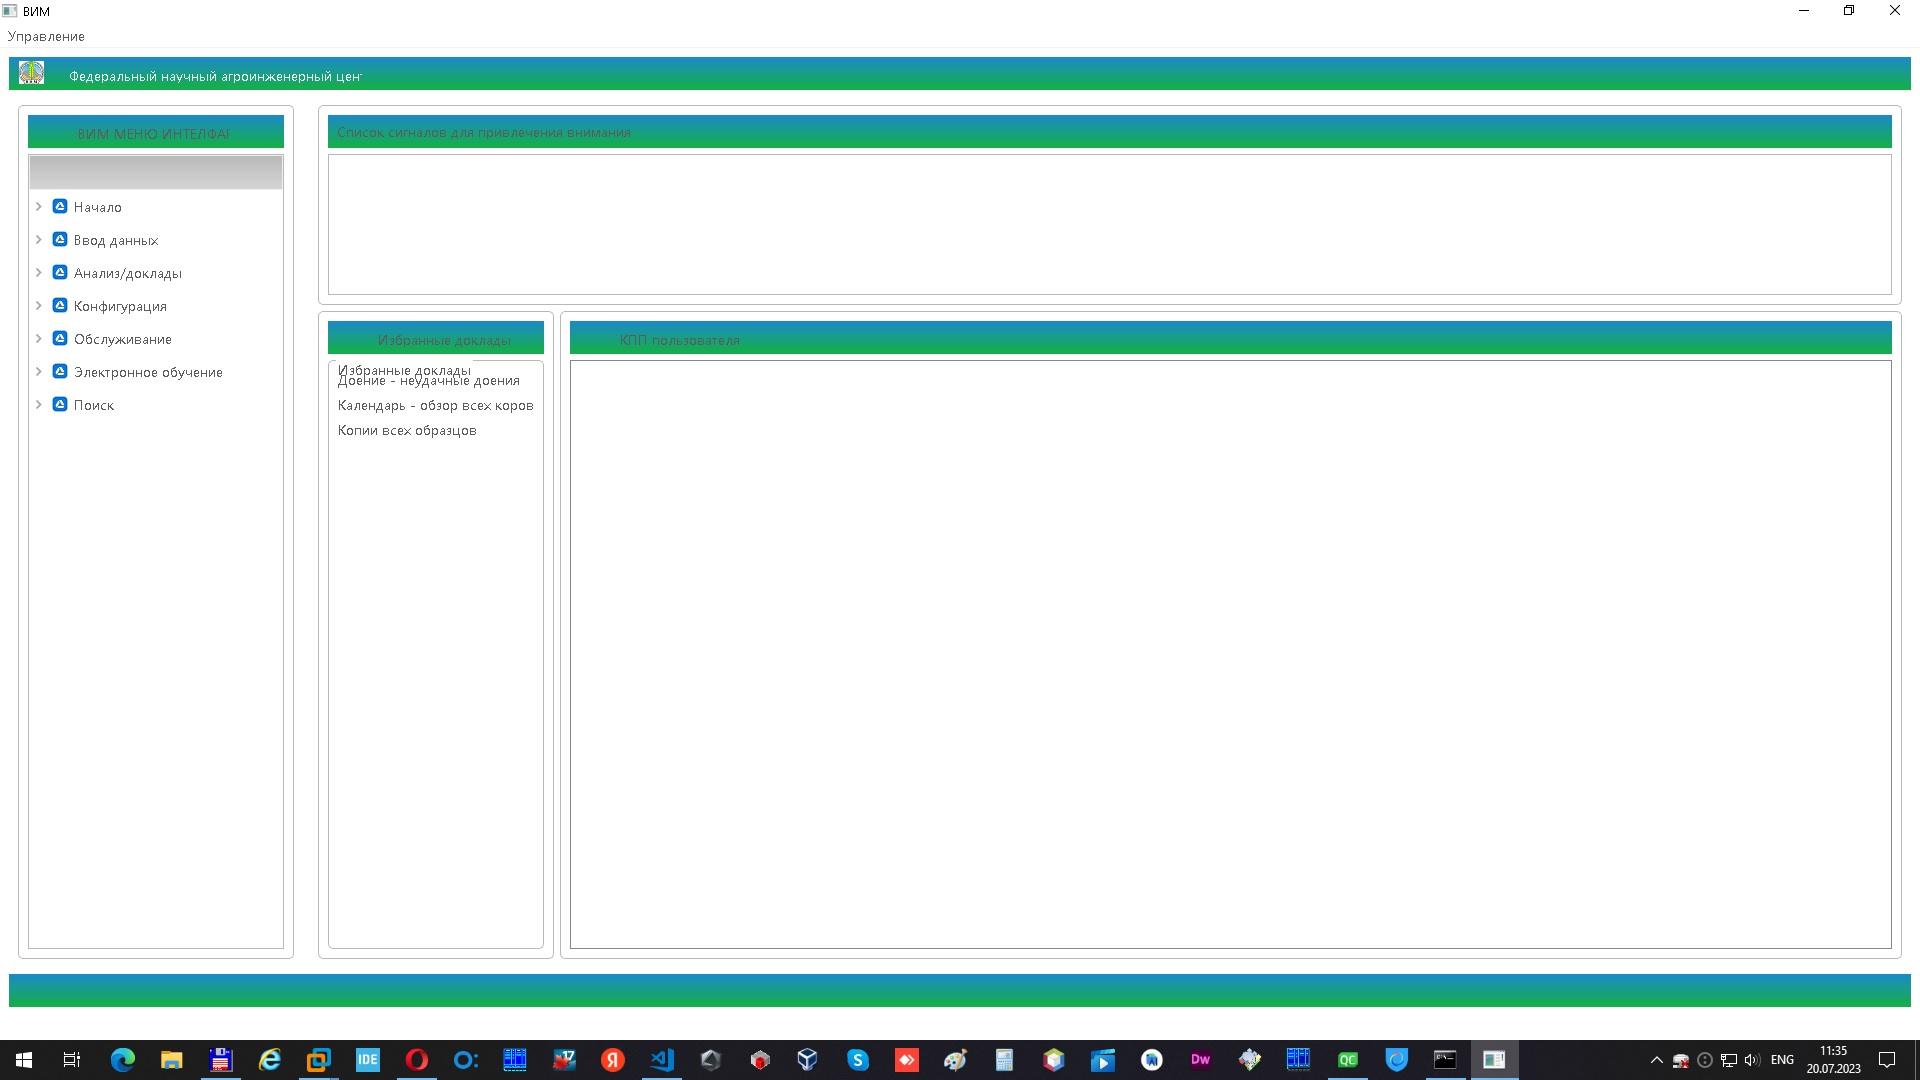 ВИМ
Управление
Федеральный научный агроинженерный цен
ВИМ МЕНЮ ИНТЕЛФА
Начало
Ввод данных
Анализ/доклады
Конфигурация
Обслуживание
Электронное обучение
Поиск
Список сигналов для привлечения внимания
Избранные доклады
Избранные доклады
Доение - неудачные доения
Календарь - обзор всех коров
Копии всех образцов
КПП пользователя
IDE
17
Я
S
Dw
QC
ENG
11:35
20.07.2023